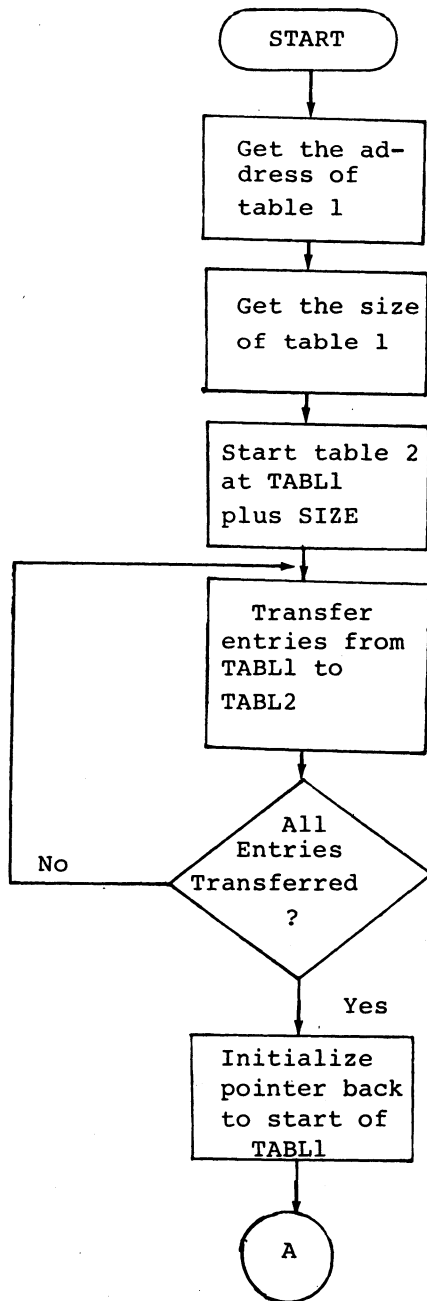 START
Get the ad-
dress of
table 1
Get the size
of table 1
Start table 2
at TABL1
plus SIZE
Transfer
entries from
TABL1 to
TABL2
All
Entries
Transferred
?
No
Yes
Initialize
pointer back
to start of
TABL1
A